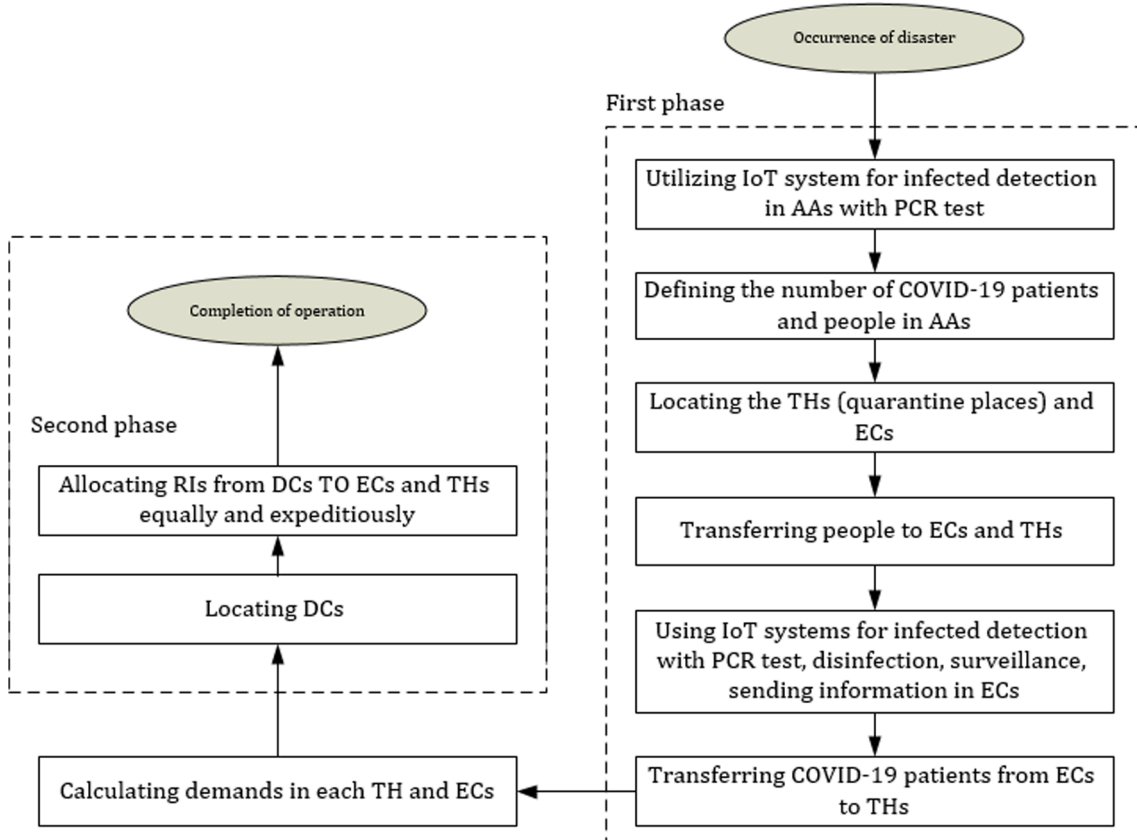 Occurrence of disaster
First phase
Utilizing IoT system for infected detection
in AAs with PCR test
Defining the number of COVID-19 patients
and people in AAs
Locating the THs (quarantine places) and
ECs
Transferring people to ECs and THs
Using IoT systems for infected detection
with PCR test, disinfection, surveillance,
sending information in ECs
Transferring COVID-19 patients from ECs
to THs
Calculating demands in each TH and ECs
Second phase
Locating DCs
Allocating RIs from DCs TO ECs and THs
equally and expeditiously
Completion of operation